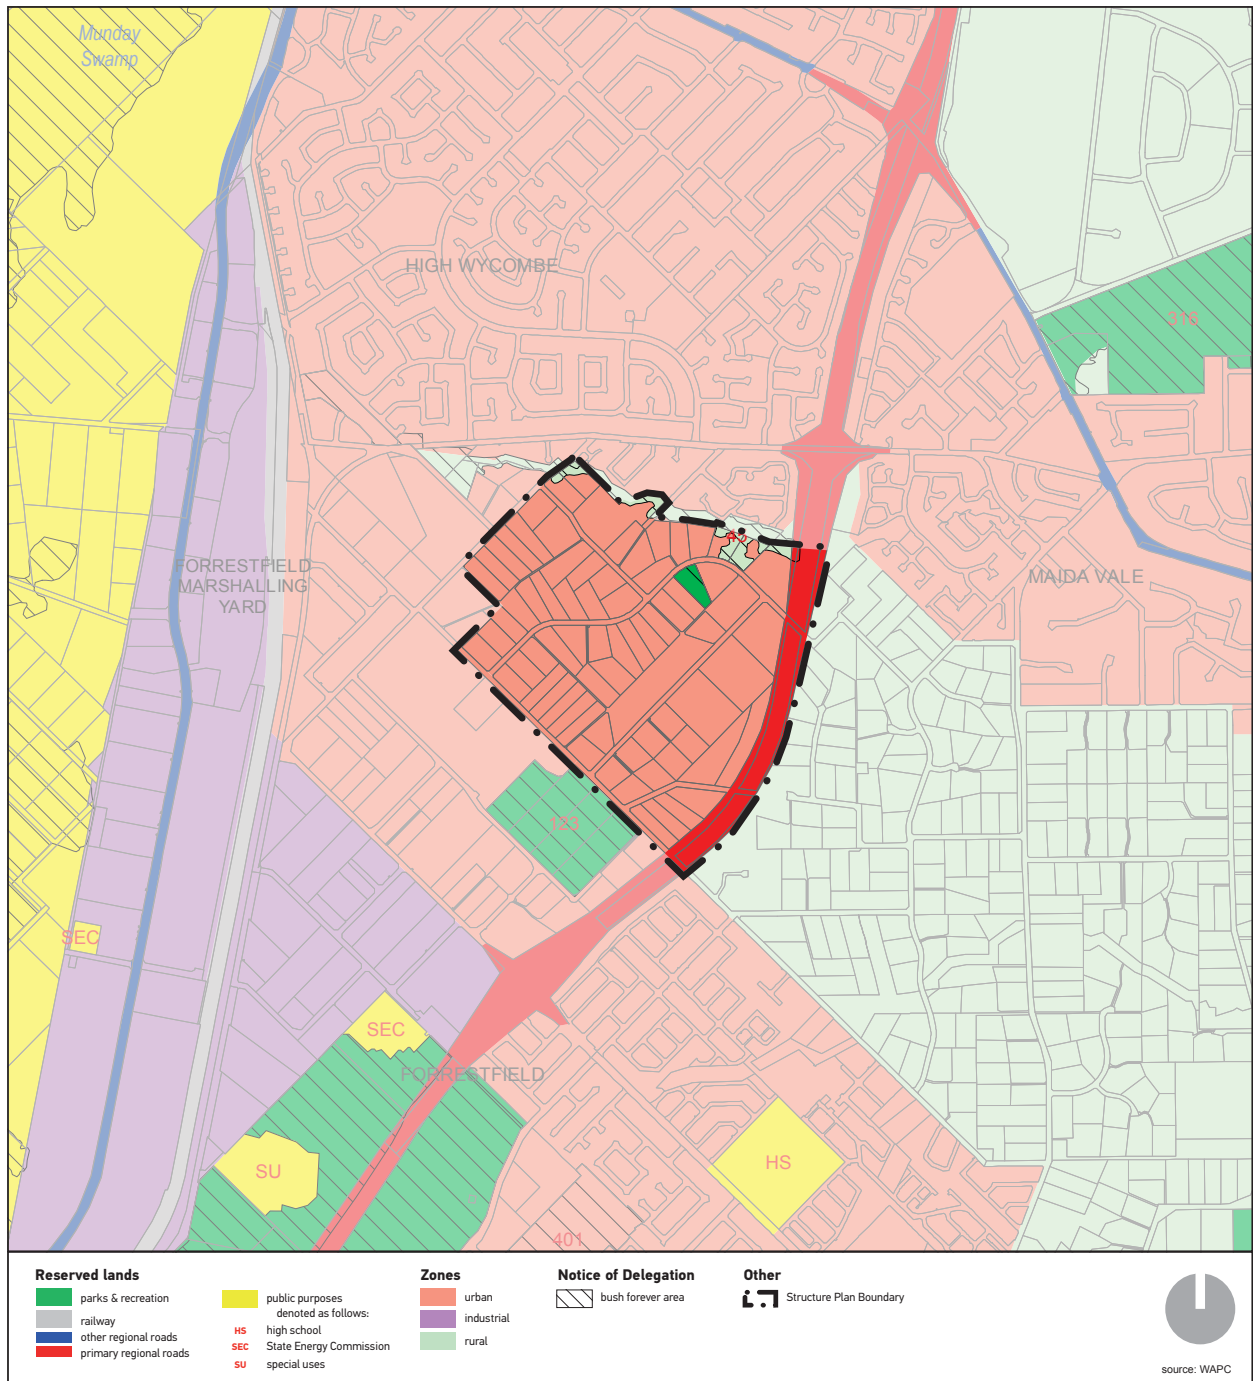 Munday
Swamp
HIGH WYCOMBE
318
FORRESTFIELD
MARSHALLING
YARD
MAIDA VALE
123
SEC
SEC
FORRESTFIELD
SU
HS
401
Reserved lands
parks & recreation
railway
other regional roads
primary regional roads
public purposes
denoted as follows:
HS high school
SEC State Energy Commission
SU special uses
Zones
urban
industrial
rural
Notice of Delegation
bush forever area
Other
Structure Plan Boundary
source: WAPC